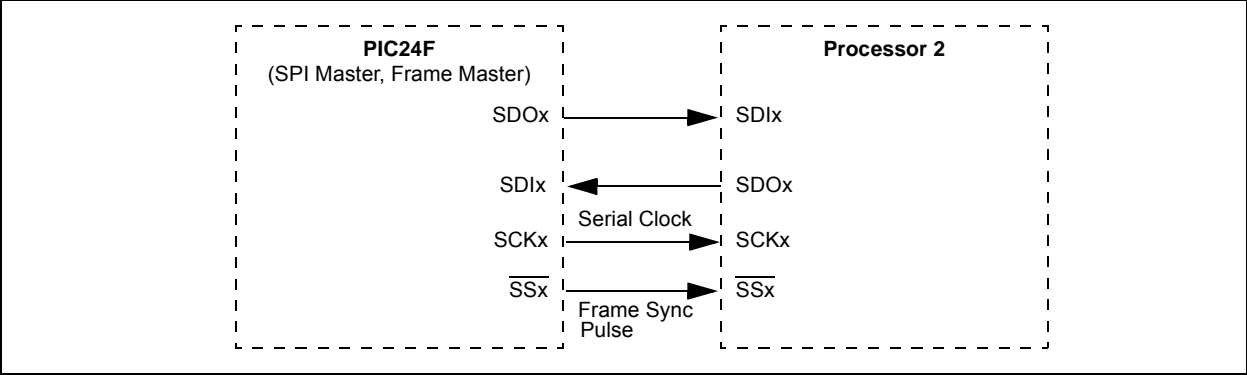 PIC24F
(SPI Master, Frame Master)
Processor 2
SDOx
SDIx
SDIx
SDOx
Serial Clock
SCKx
SCKx
SSx
SSx
Frame Sync
Pulse